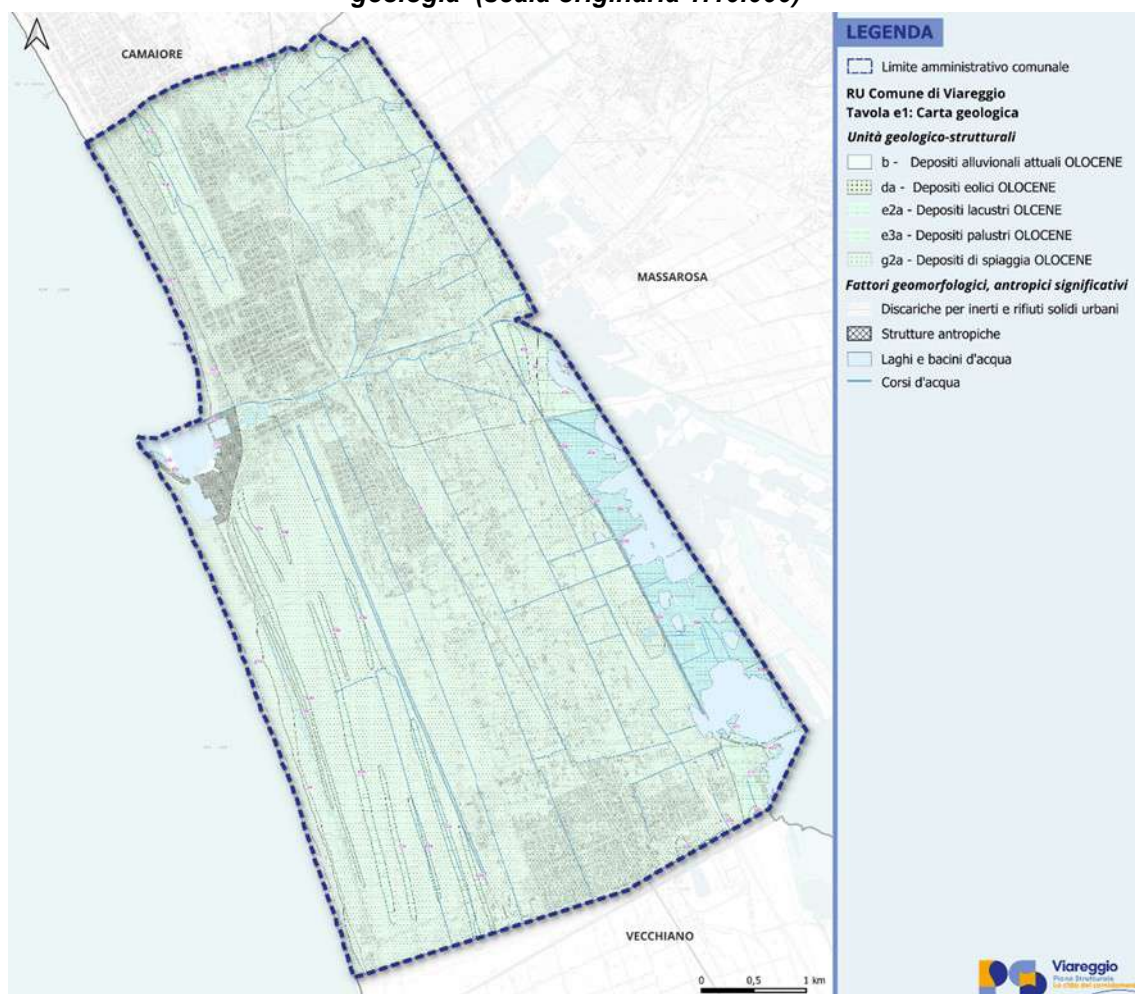 geologia (scala originaria 1:10.000)
CAMAIORE
MASSAROSA
VECCHIANO
0 0,5 1 km
LEGENDA
Limite amministrativo comunale
RU Comune di Viareggio
Tavola e1: Carta geologica
Unità geologico-strutturali
b - Depositi alluvionali attuali OLOCENE
da - Depositi eolici OLOCENE
e2a - Depositi lacustri OLCENE
e3a - Depositi palustri OLOCENE
g2a - Depositi di spiaggia OLOCENE
Fattori geomorfologici, antropici significativi
Discariche per inerti e rifiuti solidi urbani
Strutture antropiche
Laghi e bacini d'acqua
Corsi d'acqua
Viareggio
Piano Strutturale